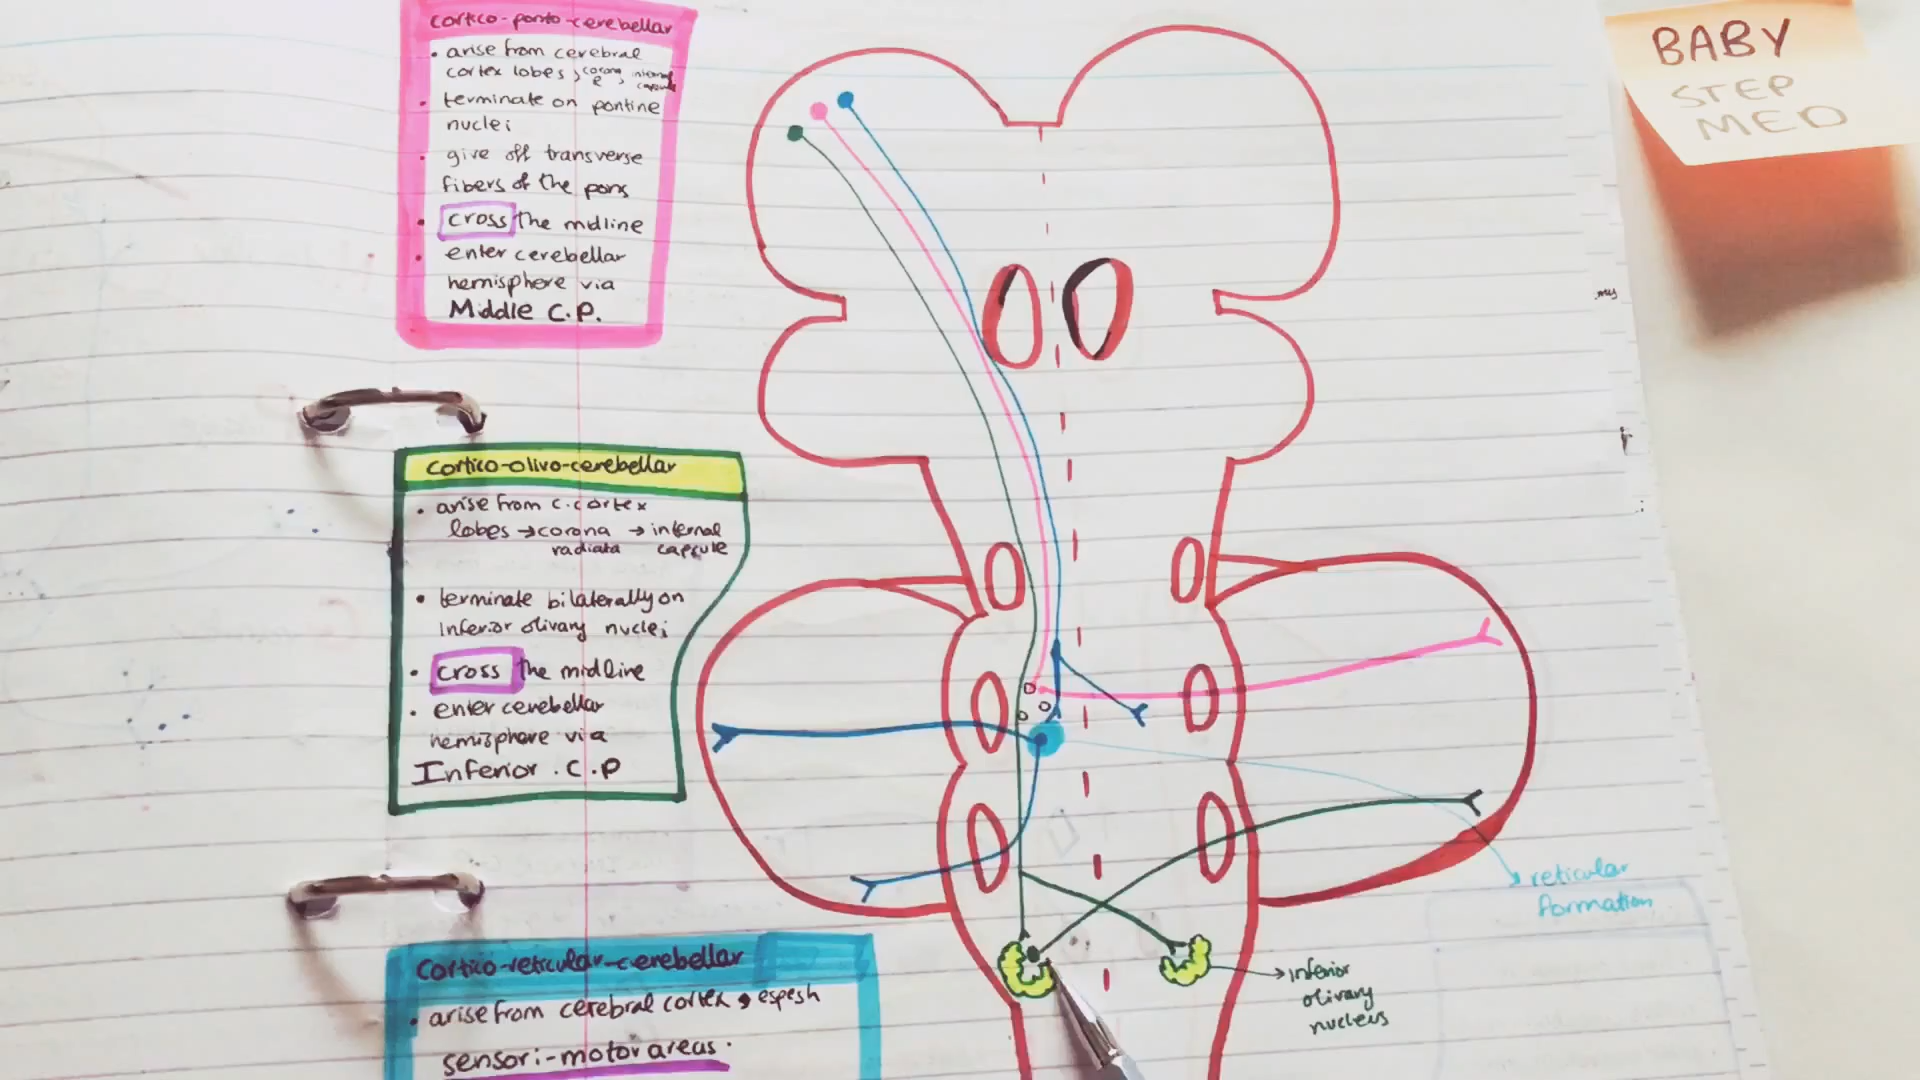 cortico-ponto-cerebellar
• arise from cerebral
cortex lobes, corona, internal
capsule
• terminate on pontine
nuclei
• give off transverse
fibers of the pons
• cross the midline
• enter cerebellar
hemisphere via
Middle C.P.
cortico-olivo-cerebellar
• arise from c.cortex
lobes → corona → internal
radiata capsule
• terminate bilaterally on
inferior olivary nuclei
• cross the midline
• enter cerebellar
hemisphere via
Inferior . C.P
Cortico-reticular-cerebellar
• arise from cerebral cortex, espesh
sensori-motor areas.
BABY
STEP
MED
reticular
formation
inferior
olivary
nucleus